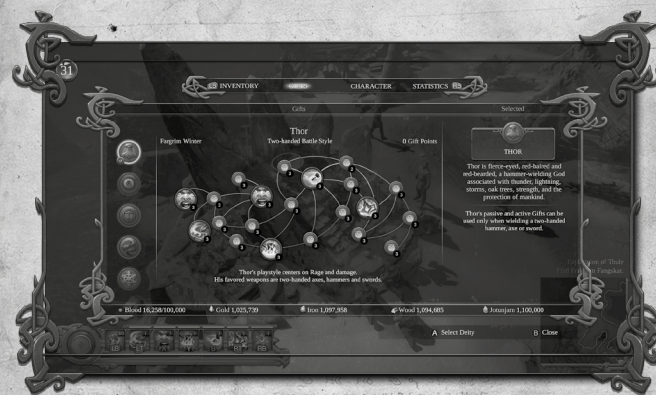 31
INVENTORY
CHARACTER
STATISTICS
Gifts
Selected
Thor
Fargrim Winter
Two-handed Battle Style
0 Gift Points
THOR
Thor is fierce-eyed, red-haired and
red-bearded, a hammer-wielding God
associated with thunder, lightning,
storms, oak trees, strength, and the
protection of mankind.
Thor's passive and active Gifts can be
used only when wielding a two-handed
hammer, axe or sword.
Thor's playstyle centers on Rage and damage.
His favored weapons are two-handed axes, hammers and swords.
Blood 16,258/100,000
Gold 1,025,739
Iron 1,097,958
Wood 1,094,685
Jotunjarn 1,100,000
A Select Deity
B Close